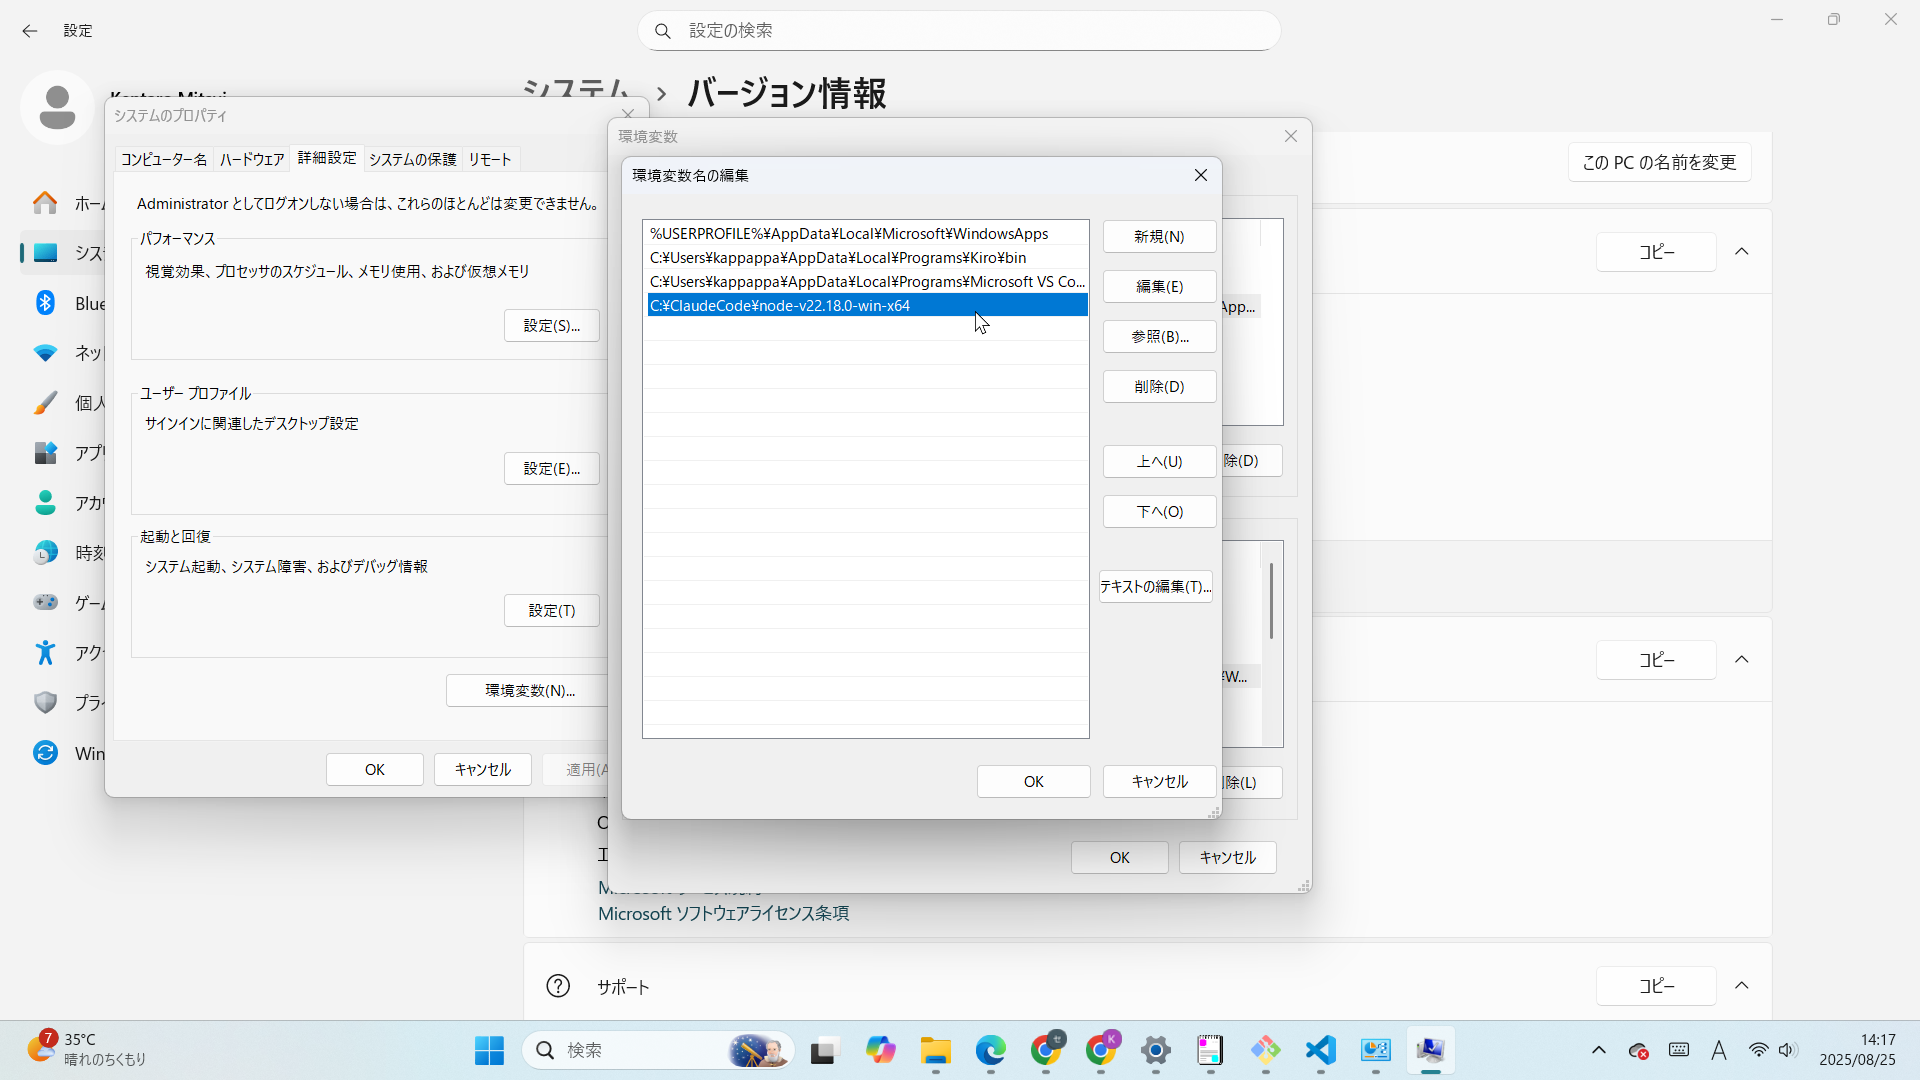 設定
設定の検索
システム › バージョン情報
この PC の名前を変更
コピー
ホーム
Blue
ネッ
個人
アプ
アカ
時刻
ゲー
アク
プライ
Win
システムのプロパティ
コンピューター名
ハードウェア
詳細設定
システムの保護
リモート
Administrator としてログオンしない場合は、これらのほとんどは変更できません。
パフォーマンス
視覚効果、プロセッサのスケジュール、メモリ使用、および仮想メモリ
設定(S)...
ユーザー プロファイル
サインインに関連したデスクトップ設定
設定(E)...
起動と回復
システム起動、システム障害、およびデバッグ情報
設定(T)
環境変数(N)...
OK
キャンセル
適用(A
環境変数
環境変数名の編集
%USERPROFILE%¥AppData¥Local¥Microsoft¥WindowsApps
C:¥Users¥kappappa¥AppData¥Local¥Programs¥Kiro¥bin
C:¥Users¥kappappa¥AppData¥Local¥Programs¥Microsoft VS Co...
C:¥ClaudeCode¥node-v22.18.0-win-x64
新規(N)
編集(E)
参照(B)...
削除(D)
上へ(U)
下へ(O)
テキストの編集(T)...
OK
キャンセル
App...
除(D)
¥W...
除(L)
OK
キャンセル
コピー
Microsoft ソフトウェアライセンス条項
サポート
コピー
7
35°C
晴れのちくもり
検索
セ
K
A
14:17
2025/08/25